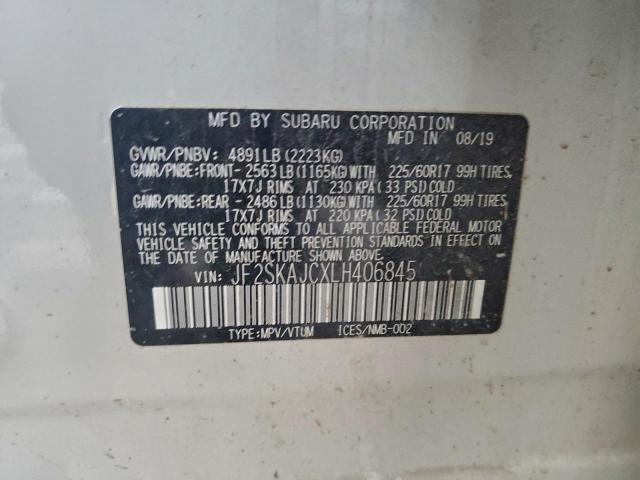 MFD BY SUBARU CORPORATION
MFD IN 08/19
GVWR/PNBV: 4891LB(2223KG)
GAWR/PNBE:FRONT- 2563LB(1165KG)WITH 225/60R17 99H TIRES,
17X7J RIMS AT 230 KPA(33 PSI)COLD
GAWR/PNBE:REAR - 2486LB(1130KG)WITH 225/60R17 99H TIRES,
17X7J RIMS AT 220 KPA(32 PSI)COLD
THIS VEHICLE CONFORMS TO ALL APPLICABLE FEDERAL MOTOR
VEHICLE SAFETY AND THEFT PREVENTION STANDARDS IN EFFECT ON
THE DATE OF MANUFACTURE SHOWN ABOVE.
VIN: JF2SKAJCXLH406845
TYPE:MPV/VTUM ICES/NMB-002